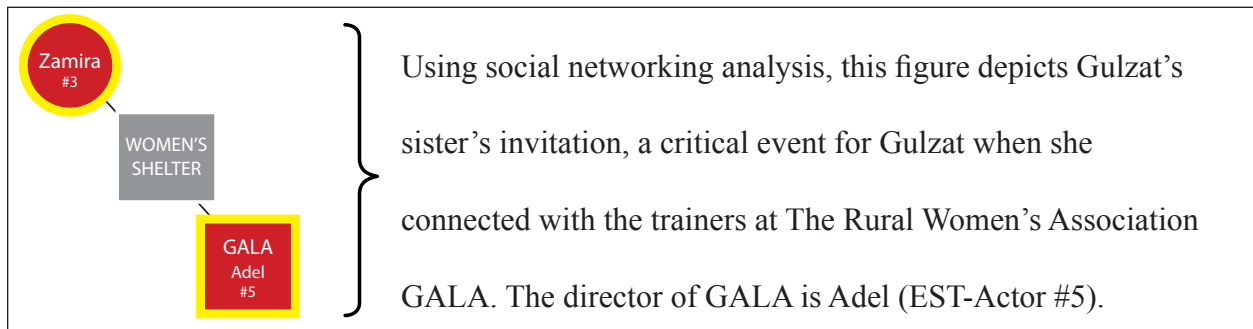 Zamira
#3
WOMEN'S
SHELTER
GALA
Adel
#5
Using social networking analysis, this figure depicts Gulzat's
sister's invitation, a critical event for Gulzat when she
connected with the trainers at The Rural Women's Association
GALA. The director of GALA is Adel (EST-Actor #5).